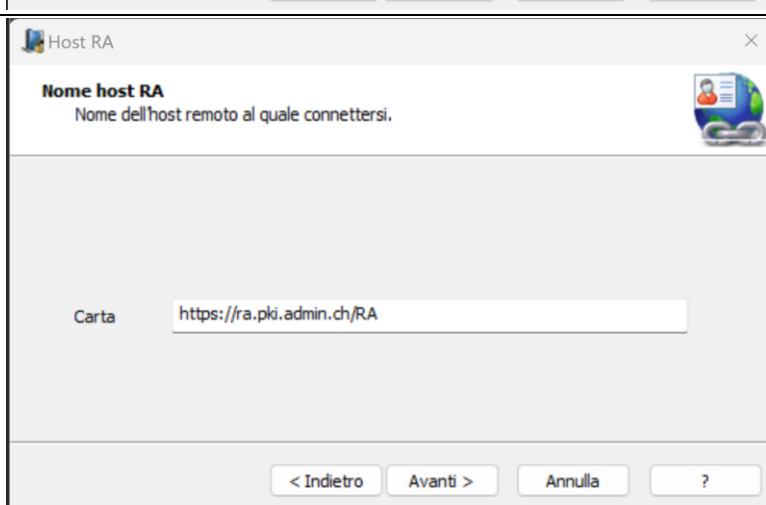 Host RA
Nome host RA
Nome dell'host remoto al quale connettersi.
Carta
https://ra.pki.admin.ch/RA
< Indietro
Avanti >
Annulla
?